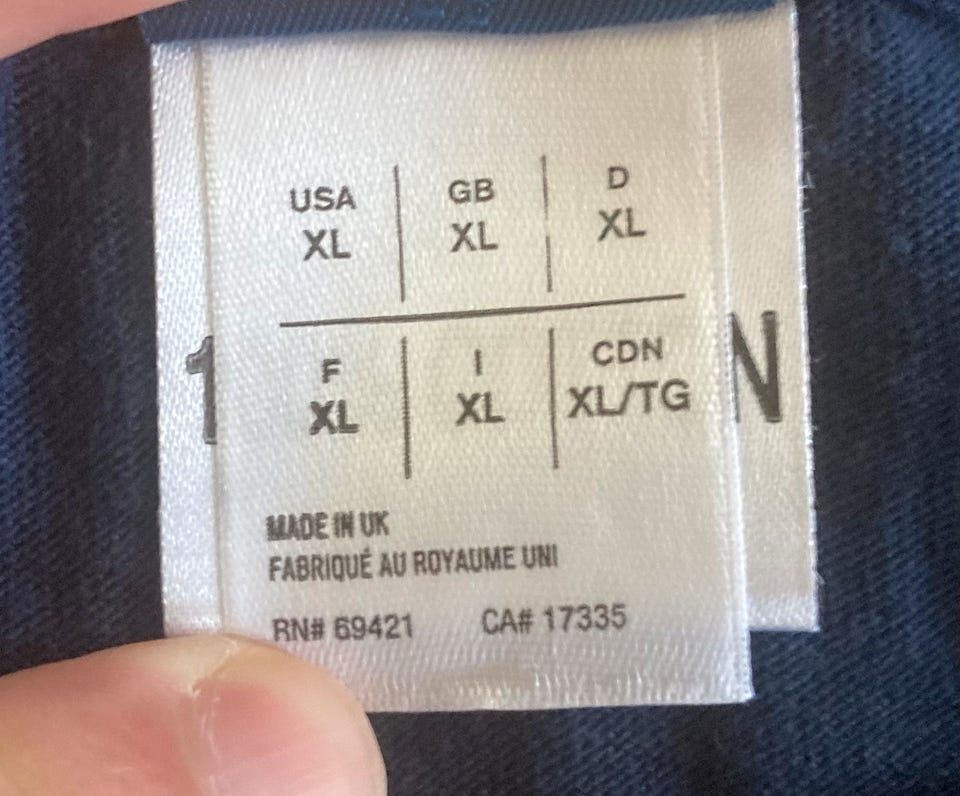 USA GB D
XL XL XL
F I CDN
XL XL XL/TG
MADE IN UK
FABRIQUÉ AU ROYAUME UNI
RN# 69421 CA# 17335
1 N